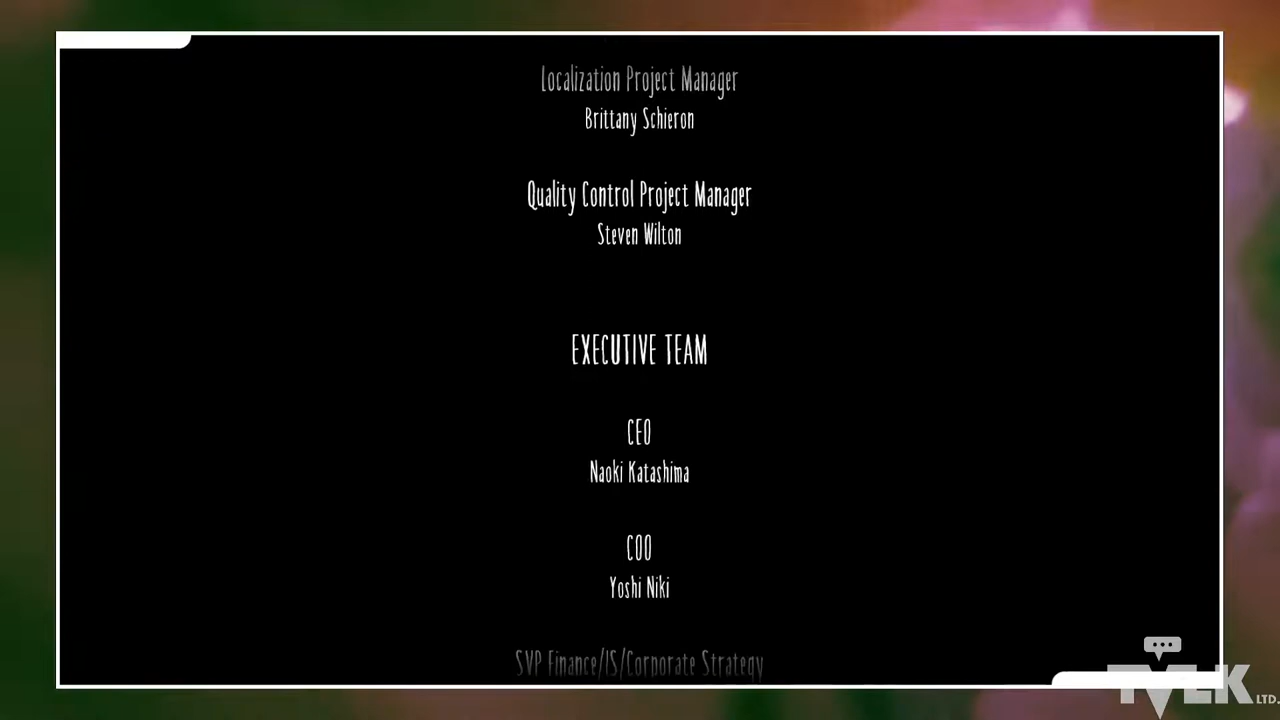 Localization Project Manager
Brittany Schieron
Quality Control Project Manager
Steven Wilton
EXECUTIVE TEAM
CEO
Naoki Katashima
COO
Yoshi Niki
SVP Finance/IS/Corporate Strategy
LTD.